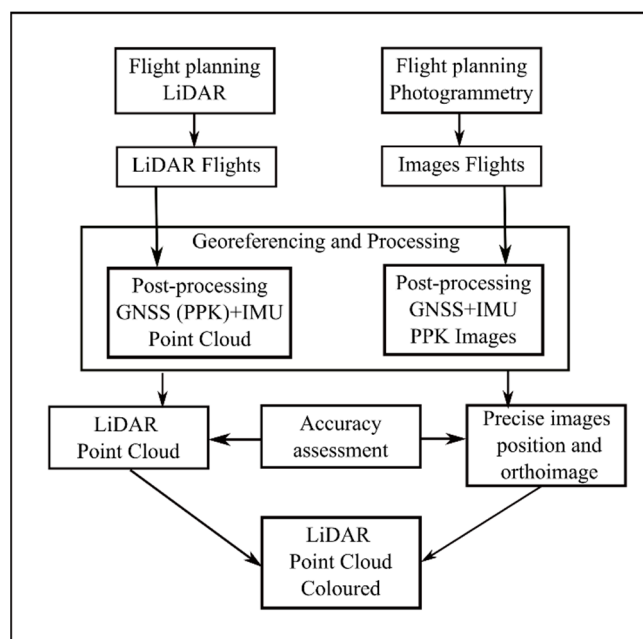 Flight planning
LiDAR
Flight planning
Photogrammetry
LiDAR Flights
Images Flights
Georeferencing and Processing
Post-processing
GNSS (PPK)+IMU
Point Cloud
Post-processing
GNSS+IMU
PPK Images
LiDAR
Point Cloud
Accuracy
assessment
Precise images
position and
orthoimage
LiDAR
Point Cloud
Coloured